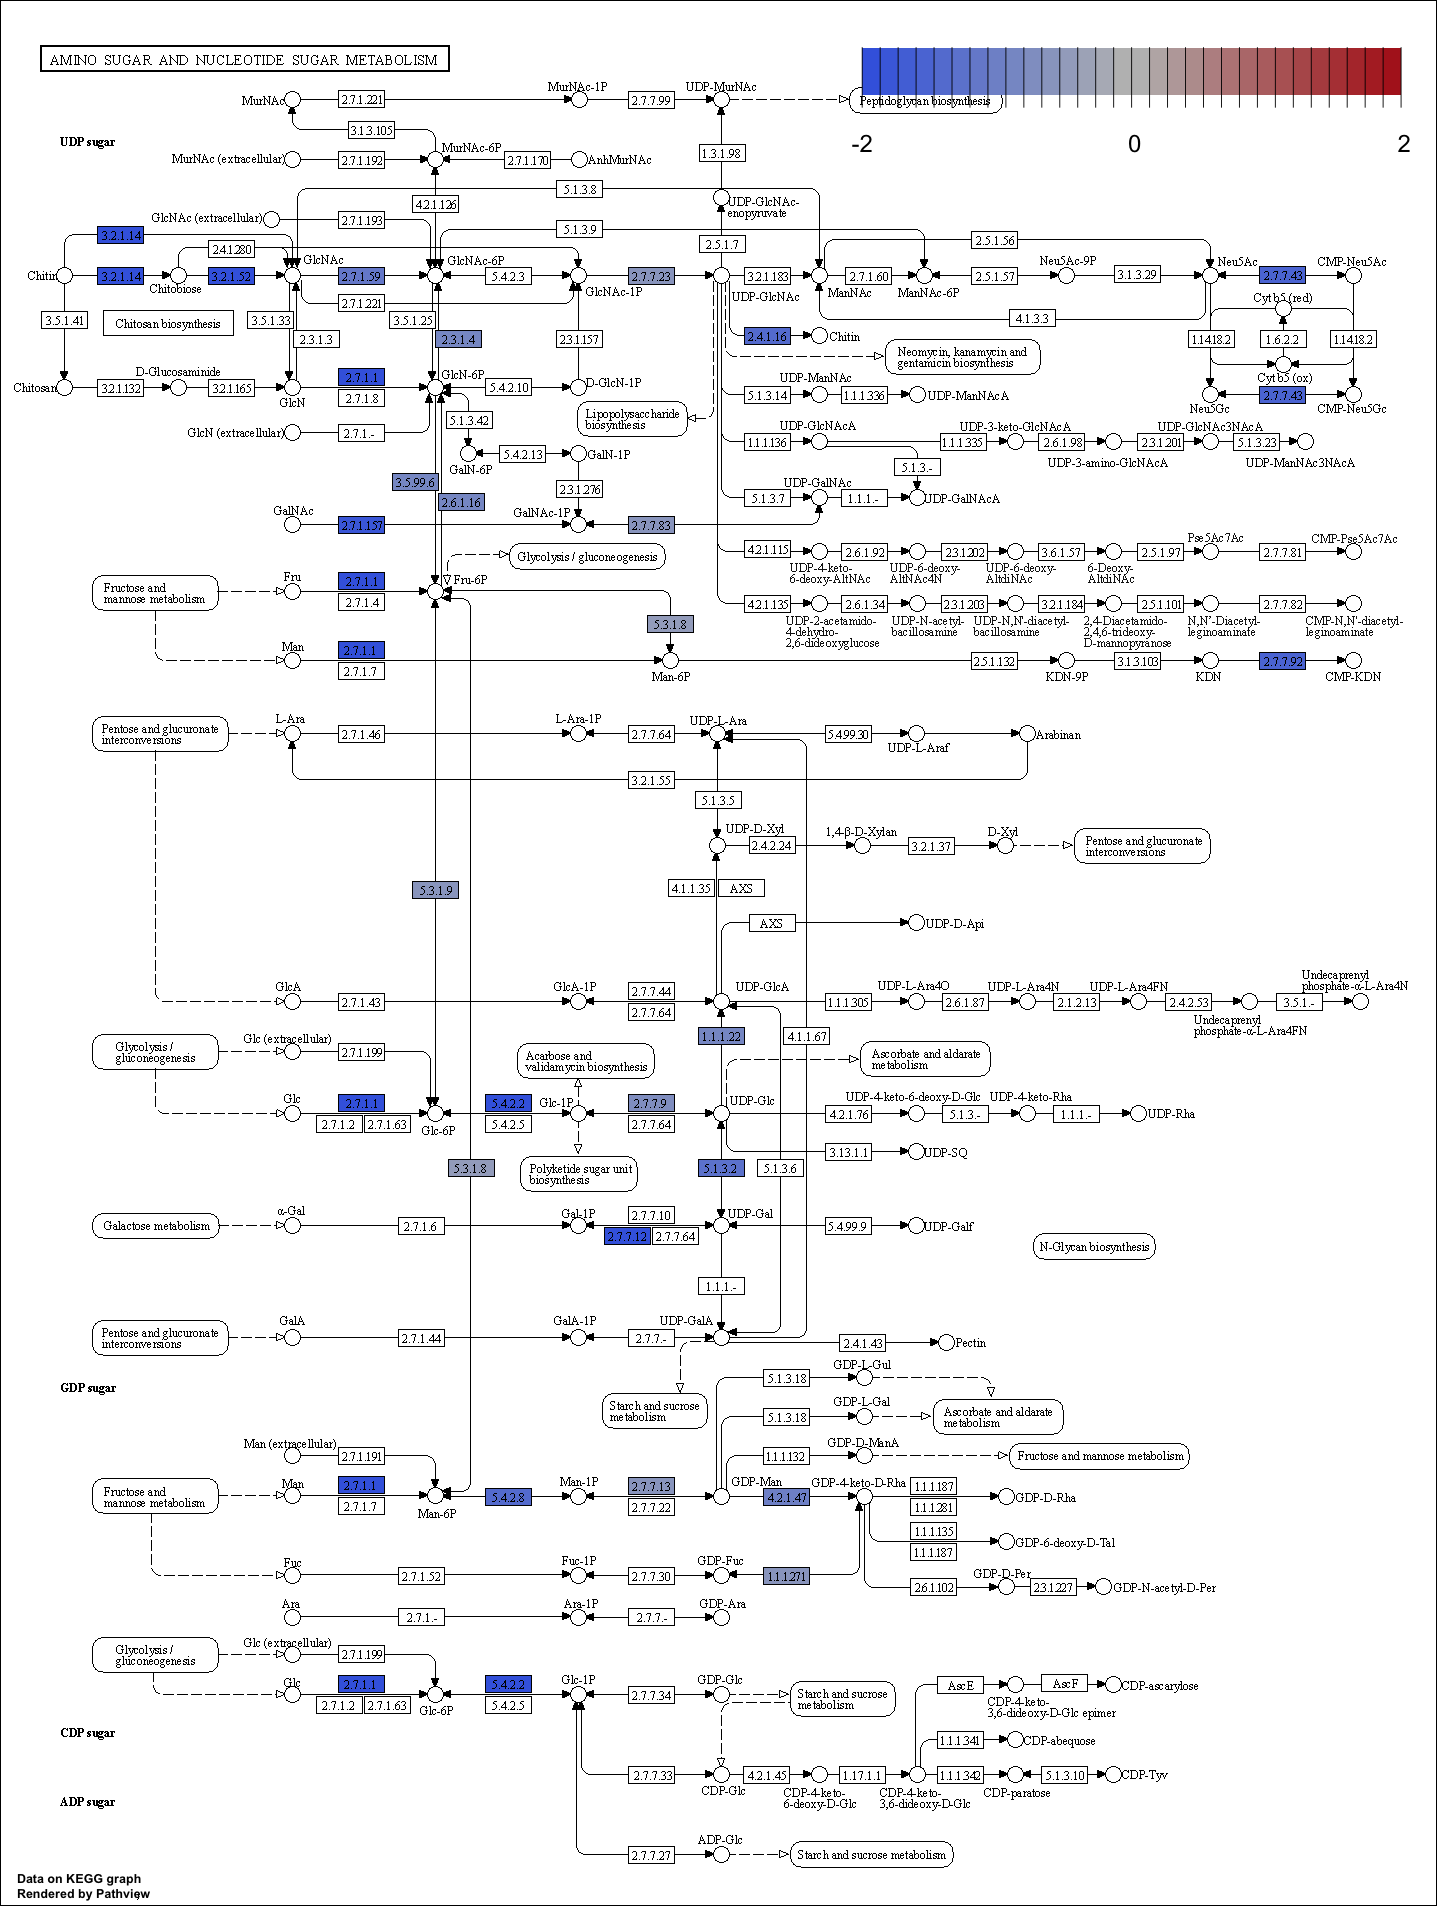 AMINO SUGAR AND NUCLEOTIDE SUGAR METABOLISM
-2 0 2
MurNAc 2.7.1.221 MurNAc-1P 2.7.7.99 UDP-MurNAc Peptidoglycan biosynthesis
3.1.3.105
UDP sugar
MurNAc (extracellular) 2.7.1.192 MurNAc-6P 2.7.1.170 AnhMurNAc 1.3.1.98
5.1.3.8
4.2.1.126 UDP-GlcNAc-
enopyruvate
GlcNAc (extracellular) 2.7.1.193 5.1.3.9
3.2.1.14 2.4.1.280 2.5.1.7 2.5.1.56
GlcNAc GlcNAc-6P Neu5Ac-9P Neu5Ac CMP-Neu5Ac
Chitin 3.2.1.14 3.2.1.52 2.7.1.59 5.4.2.3 2.7.7.23 3.2.1.183 2.7.1.60 2.5.1.57 3.1.3.29 2.7.7.43
Chitobiose GlcNAc-1P UDP-GlcNAc ManNAc ManNAc-6P
2.7.1.221 Cytb5 (red)
3.5.1.41 Chitosan biosynthesis 3.5.1.33 3.5.1.25 4.1.3.3
2.3.1.3 2.3.1.4 2.3.1.157 2.4.1.16 Chitin 1.14.18.2 1.6.2.2 1.14.18.2
Neomycin, kanamycin and
gentamicin biosynthesis
D-Glucosaminide GlcN-6P UDP-ManNAc Cytb5 (ox)
2.7.1.1
Chitosan 3.2.1.132 3.2.1.165 GlcN 5.4.2.10 D-GlcN-1P
2.7.1.8 5.1.3.14 1.1.1.336 UDP-ManNAcA 2.7.7.43
Neu5Gc CMP-Neu5Gc
Lipopolysaccharide
biosynthesis
5.1.3.42
GlcN (extracellular) 2.7.1.- UDP-GlcNAcA UDP-3-keto-GlcNAcA UDP-GlcNAc3NAcA
1.1.1.136 1.1.1.335 2.6.1.98 2.3.1.201 5.1.3.23
5.4.2.13 GalN-1P UDP-3-amino-GlcNAcA UDP-ManNAc3NAcA
GalN-6P 5.1.3.-
3.5.99.6 2.3.1.276 UDP-GalNAc
2.6.1.16 5.1.3.7 1.1.1.- UDP-GalNAcA
GalNAc 2.7.1.157 GalNAc-1P 2.7.7.83
Pse5Ac7Ac CMP-Pse5Ac7Ac
Glycolysis / gluconeogenesis 4.2.1.115 2.6.1.92 2.3.1.202 3.6.1.57 2.5.1.97 2.7.7.81
UDP-4-keto-
6-deoxy-AltNAc UDP-6-deoxy-
AltNAc4N UDP-6-deoxy-
AltdiNAc 6-Deoxy-
AltdiNAc
Fructose and
mannose metabolism Fru 2.7.1.1 Fru-6P
2.7.1.4 4.2.1.135 2.6.1.34 2.3.1.203 3.2.1.184 2.5.1.101 2.7.7.82
UDP-2-acetamido-
4-dehydro-
2,6-dideoxyglucose UDP-N-acetyl-
bacillosamine UDP-N,N'-diacetyl-
bacillosamine 2,4-Diacetamido-
2,4,6-trideoxy-
D-mannopyranose N,N'-Diacetyl-
leginoaminate CMP-N,N'-diacetyl-
leginoaminate
5.3.1.8
Man 2.7.1.1
2.7.1.7 Man-6P 2.5.1.132 KDN-9P 3.1.3.103 KDN 2.7.7.92 CMP-KDN
Pentose and glucuronate
interconversions L-Ara 2.7.1.46 L-Ara-1P 2.7.7.64 UDP-L-Ara 5.4.99.30 UDP-L-Araf Arabinan
3.2.1.55
5.1.3.5
UDP-D-Xyl 2.4.2.24 1,4-β-D-Xylan 3.2.1.37 D-Xyl Pentose and glucuronate
interconversions
5.3.1.9 4.1.1.35 AXS
AXS UDP-D-Api
GlcA 2.7.1.43 GlcA-1P 2.7.7.44
2.7.7.64 UDP-GlcA 1.1.1.305 UDP-L-Ara4O 2.6.1.87 UDP-L-Ara4N 2.1.2.13 UDP-L-Ara4FN 2.4.2.53 Undecaprenyl
phosphate-α-L-Ara4FN 3.5.1.- Undecaprenyl
phosphate-α-L-Ara4N
1.1.1.22 4.1.1.67
Glycolysis /
gluconeogenesis Glc (extracellular) 2.7.1.199 Acarbose and
validamycin biosynthesis Ascorbate and aldarate
metabolism
Glc 2.7.1.1
2.7.1.2 2.7.1.63 Glc-6P 5.4.2.2
5.4.2.5 Glc-1P 2.7.7.9
2.7.7.64 UDP-Glc 4.2.1.76 UDP-4-keto-6-deoxy-D-Glc 5.1.3.- UDP-4-keto-Rha 1.1.1.- UDP-Rha
3.13.1.1 UDP-SQ
5.3.1.8 Polyketide sugar unit
biosynthesis 5.1.3.2 5.1.3.6
Galactose metabolism α-Gal 2.7.1.6 Gal-1P 2.7.7.10
2.7.7.12 2.7.7.64 UDP-Gal 5.4.99.9 UDP-Galf
N-Glycan biosynthesis
1.1.1.-
Pentose and glucuronate
interconversions GalA 2.7.1.44 GalA-1P 2.7.7.- UDP-GalA 2.4.1.43 Pectin
GDP sugar
Starch and sucrose
metabolism
5.1.3.18 GDP-L-Gul
5.1.3.18 GDP-L-Gal Ascorbate and aldarate
metabolism
1.1.1.132 GDP-D-ManA Fructose and mannose metabolism
Man (extracellular) 2.7.1.191
Fructose and
mannose metabolism Man 2.7.1.1
2.7.1.7 Man-6P 5.4.2.8 Man-1P 2.7.7.13
2.7.7.22 GDP-Man 4.2.1.47 GDP-4-keto-D-Rha 1.1.1.187
1.1.1.281 GDP-D-Rha
1.1.1.135
1.1.1.187 GDP-6-deoxy-D-Tal
Fuc 2.7.1.52 Fuc-1P 2.7.7.30 GDP-Fuc 1.1.1.271 2.6.1.102 GDP-D-Per 2.3.1.227 GDP-N-acetyl-D-Per
Ara 2.7.1.- Ara-1P 2.7.7.- GDP-Ara
Glycolysis /
gluconeogenesis Glc (extracellular) 2.7.1.199
Glc 2.7.1.1
2.7.1.2 2.7.1.63 Glc-6P 5.4.2.2
5.4.2.5 Glc-1P 2.7.7.34 GDP-Glc Starch and sucrose
metabolism
AscE CDP-4-keto-
3,6-dideoxy-D-Glc epimer AscF CDP-ascarylose
CDP sugar
1.1.1.341 CDP-abequose
2.7.7.33 CDP-Glc 4.2.1.45 CDP-4-keto-
6-deoxy-D-Glc 1.17.1.1 CDP-4-keto-
3,6-dideoxy-D-Glc 1.1.1.342 CDP-paratose 5.1.3.10 CDP-Tyv
ADP sugar
2.7.7.27 ADP-Glc Starch and sucrose metabolism
Data on KEGG graph
Rendered by Pathview